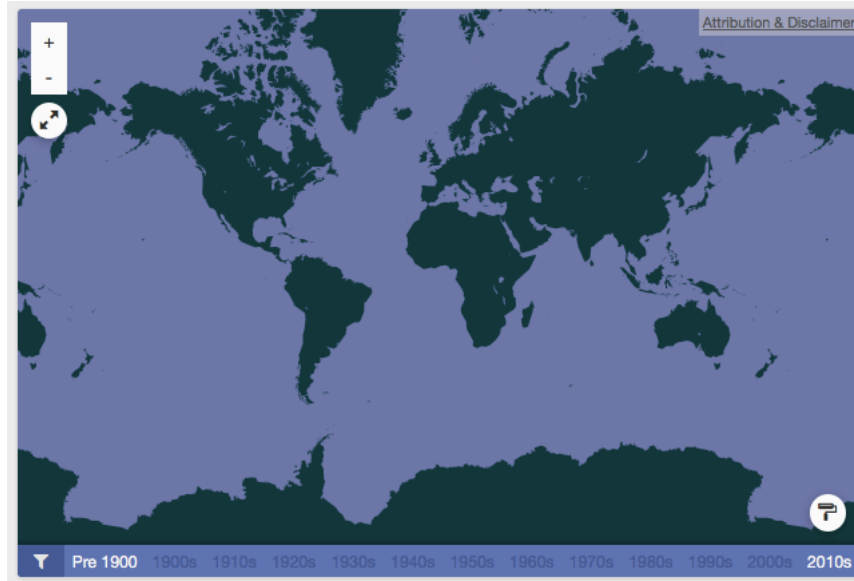 Attribution & Disclaimer
+
-
Pre 1900 1900s 1910s 1920s 1930s 1940s 1950s 1960s 1970s 1980s 1990s 2000s 2010s